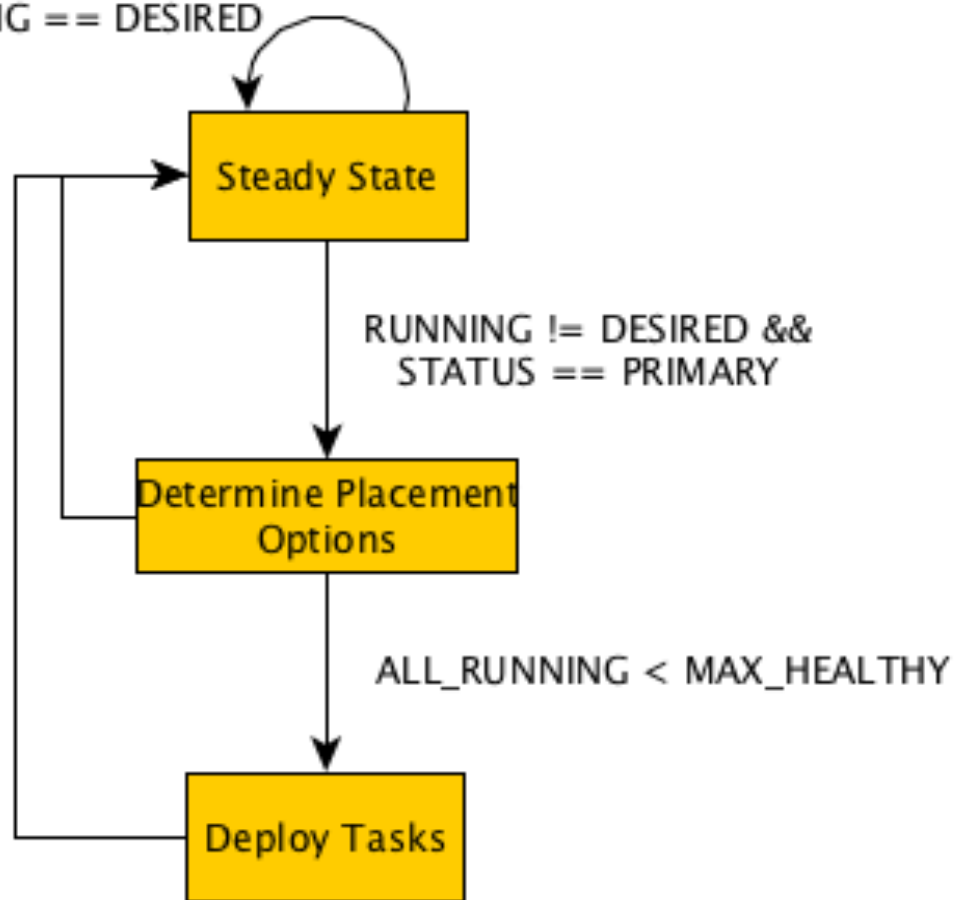 == DESIRED
Steady State
RUNNING != DESIRED &&
STATUS == PRIMARY
Determine Placement
Options
ALL_RUNNING < MAX_HEALTHY
Deploy Tasks